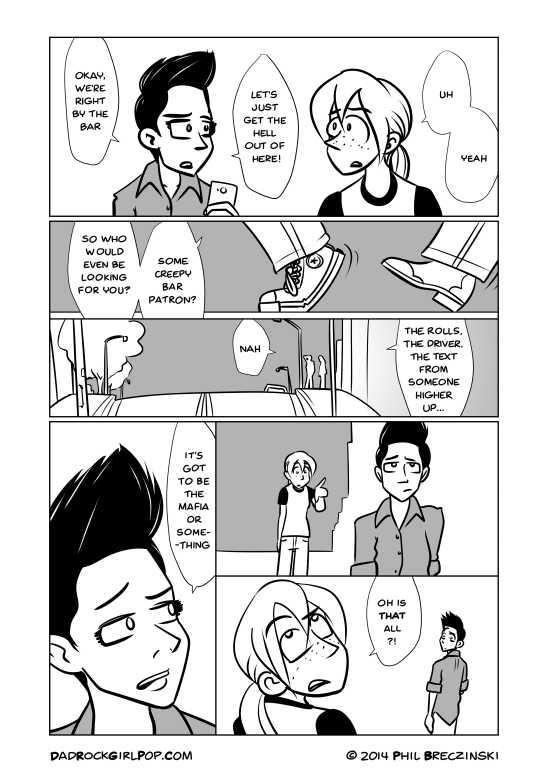 OKAY,
WE'RE
RIGHT
BY THE
BAR
LET'S
JUST
GET THE
HELL
OUT OF
HERE!
UH
YEAH
SO WHO
WOULD
EVEN BE
LOOKING
FOR YOU?
SOME
CREEPY
BAR
PATRON?
NAH
THE ROLLS,
THE DRIVER,
THE TEXT
FROM
SOMEONE
HIGHER
UP...
IT'S
GOT
TO BE
THE
MAFIA
OR
SOME-
-THING
OH IS
THAT
ALL
?!
DADROCKGIRLPOP.COM
© 2014 PHIL BRECZINSKI